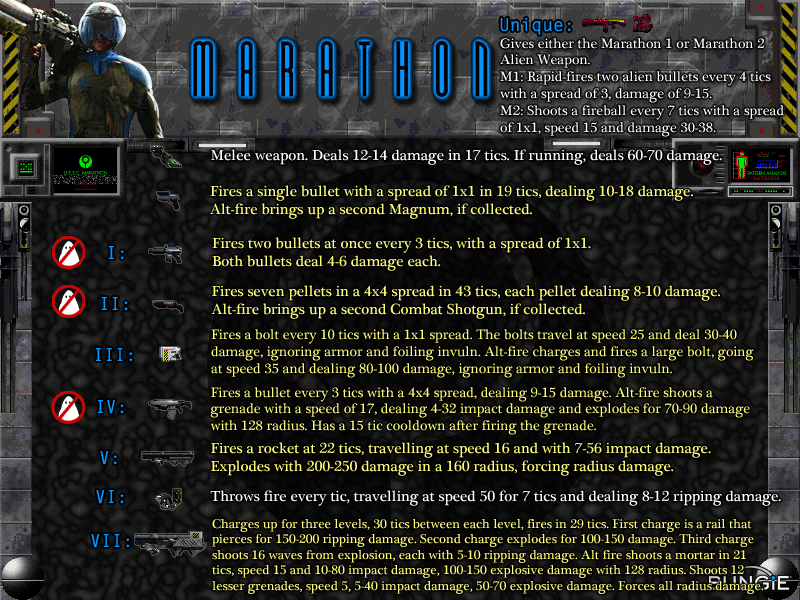 MARATHON
Unique:
Gives either the Marathon 1 or Marathon 2
Alien Weapon.
M1: Rapid-fires two alien bullets every 4 tics
with a spread of 3, damage of 9-15.
M2: Shoots a fireball every 7 tics with a spread
of 1x1, speed 15 and damage 30-38.
Melee weapon. Deals 12-14 damage in 17 tics. If running, deals 60-70 damage.
Fires a single bullet with a spread of 1x1 in 19 tics, dealing 10-18 damage.
Alt-fire brings up a second Magnum, if collected.
I:
Fires two bullets at once every 3 tics, with a spread of 1x1.
Both bullets deal 4-6 damage each.
II:
Fires seven pellets in a 4x4 spread in 43 tics, each pellet dealing 8-10 damage.
Alt-fire brings up a second Combat Shotgun, if collected.
III:
Fires a bolt every 10 tics with a 1x1 spread. The bolts travel at speed 25 and deal 30-40
damage, ignoring armor and foiling invuln. Alt-fire charges and fires a large bolt, going
at speed 35 and dealing 80-100 damage, ignoring armor and foiling invuln.
IV:
Fires a bullet every 3 tics with a 4x4 spread, dealing 9-15 damage. Alt-fire shoots a
grenade with a speed of 17, dealing 4-32 impact damage and explodes for 70-90 damage
with 128 radius. Has a 15 tic cooldown after firing the grenade.
V:
Fires a rocket at 22 tics, travelling at speed 16 and with 7-56 impact damage.
Explodes with 200-250 damage in a 160 radius, forcing radius damage.
VI:
Throws fire every tic, travelling at speed 50 for 7 tics and dealing 8-12 ripping damage.
VII:
Charges up for three levels, 30 tics between each level, fires in 29 tics. First charge is a rail that
pierces for 150-200 ripping damage. Second charge explodes for 100-150 damage. Third charge
shoots 16 waves from explosion, each with 5-10 ripping damage. Alt fire shoots a mortar in 21
tics, speed 15 and 10-80 impact damage, 100-150 explosive damage with 128 radius. Shoots 12
lesser grenades, speed 5, 5-40 impact damage, 50-70 explosive damage. Forces all radius damage.
BUNGIE